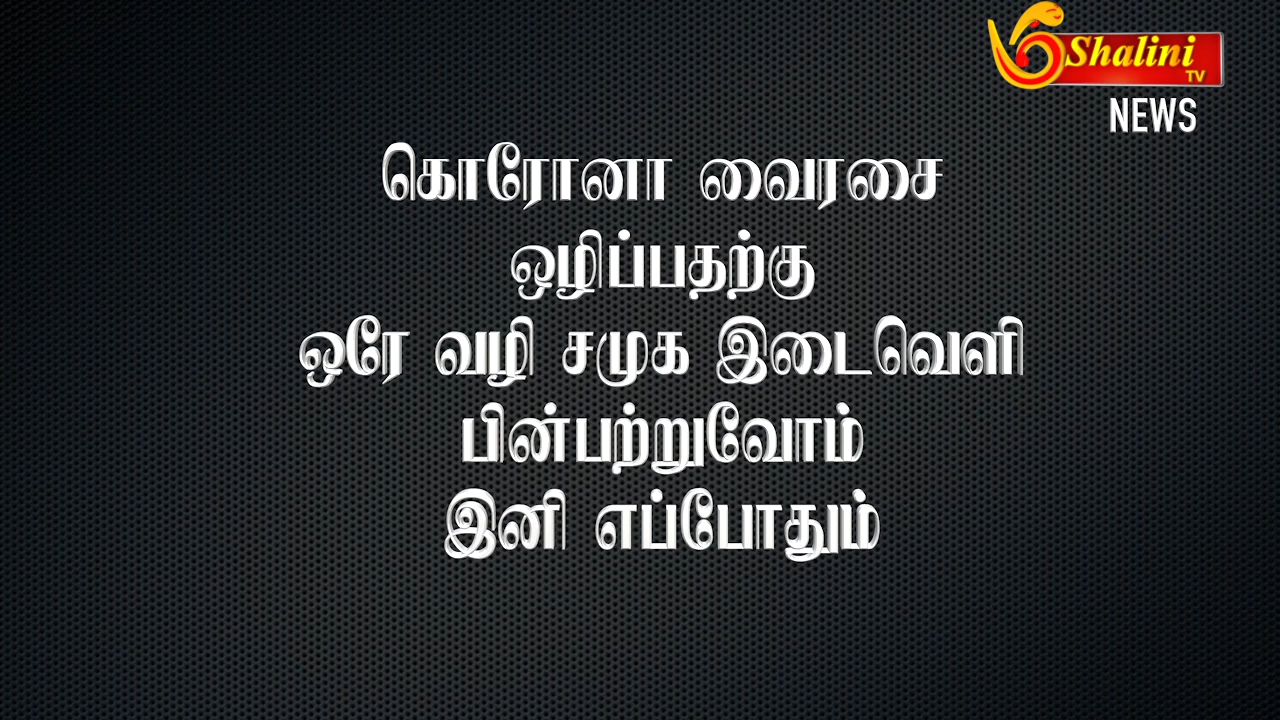 Shalini
TV
NEWS
கொரோனா வைரசை
ஒழிப்பதற்கு
ஒரே வழி சமுக இடைவெளி
பின்பற்றுவோம்
இனி எப்போதும்